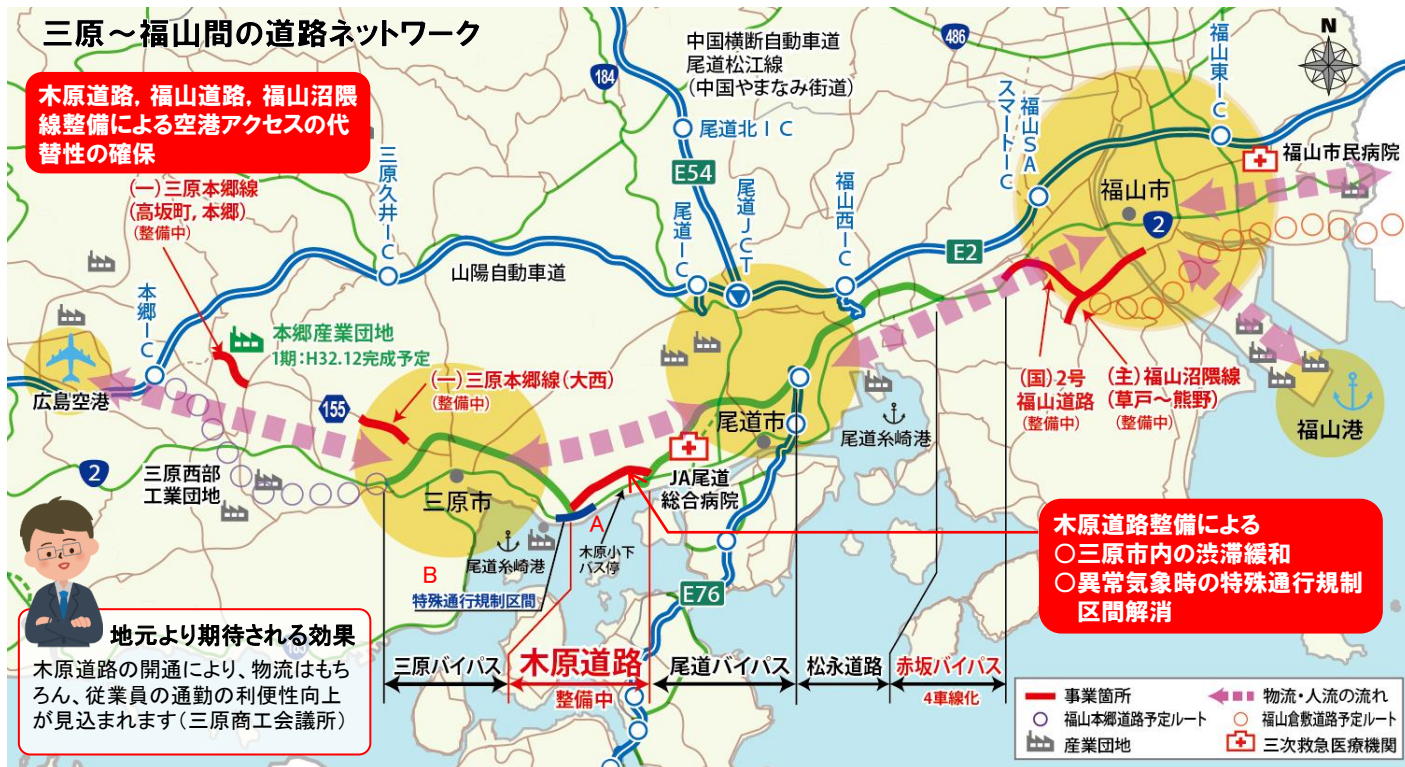 三原～福山間の道路ネットワーク
木原道路，福山道路，福山沼隈
線整備による空港アクセスの代
替性の確保
中国横断自動車道
尾道松江線
(中国やまなみ街道)
184
486
N
尾道北ＩＣ
E54
尾道ＪＣＴ
尾道ＩＣ
福山西ＩＣ
福山SA
スマートＩＣ
福山東ＩＣ
福山市民病院
福山市
2
E2
(一)三原本郷線
(高坂町，本郷)
(整備中)
三原久井ＩＣ
山陽自動車道
本郷ＩＣ
本郷産業団地
1期：H32.12完成予定
広島空港
155
(一)三原本郷線(大西)
(整備中)
2
三原西部
工業団地
三原市
尾道糸崎港
A
B
特殊通行規制区間
木原小下
バス停
JA尾道
総合病院
尾道市
尾道糸崎港
E76
(国)2号
福山道路
(整備中)
(主)福山沼隈線
(草戸～熊野)
(整備中)
福山港
木原道路整備による
○三原市内の渋滞緩和
○異常気象時の特殊通行規制
区間解消
地元より期待される効果
木原道路の開通により、物流はもち
ろん、従業員の通勤の利便性向上
が見込まれます(三原商工会議所)
三原バイパス
木原道路
整備中
尾道バイパス
松永道路
赤坂バイパス
4車線化
事業箇所
物流・人流の流れ
福山本郷道路予定ルート
福山倉敷道路予定ルート
産業団地
三次救急医療機関